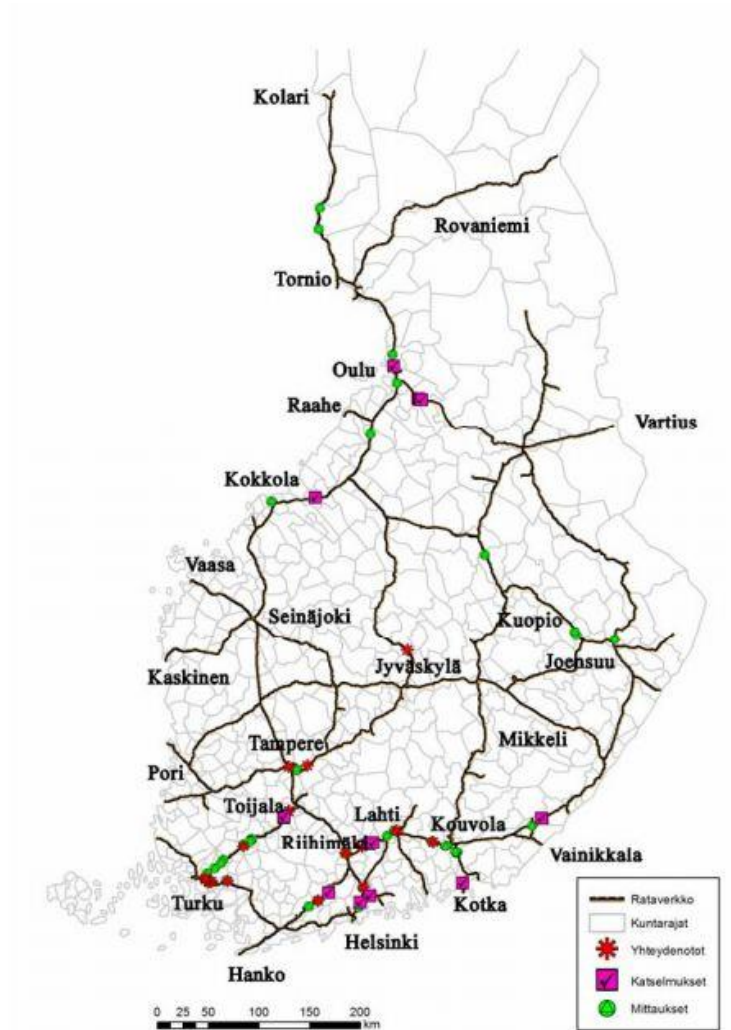 Kolari
Rovaniemi
Tornio
Oulu
Raahe
Vartius
Kokkola
Vaasa
Seinäjoki
Kuopio
Joensuu
Jyväskylä
Kaskinen
Mikkeli
Tampere
Pori
Toijala
Lahti
Kouvola
Riihimäki
Vainikkala
Turku
Kotka
Helsinki
Hanko
Rataverkko
Kuntarajat
Yhteydenotot
Katselmukset
Mittaukset
0 25 50 100 150 200
km